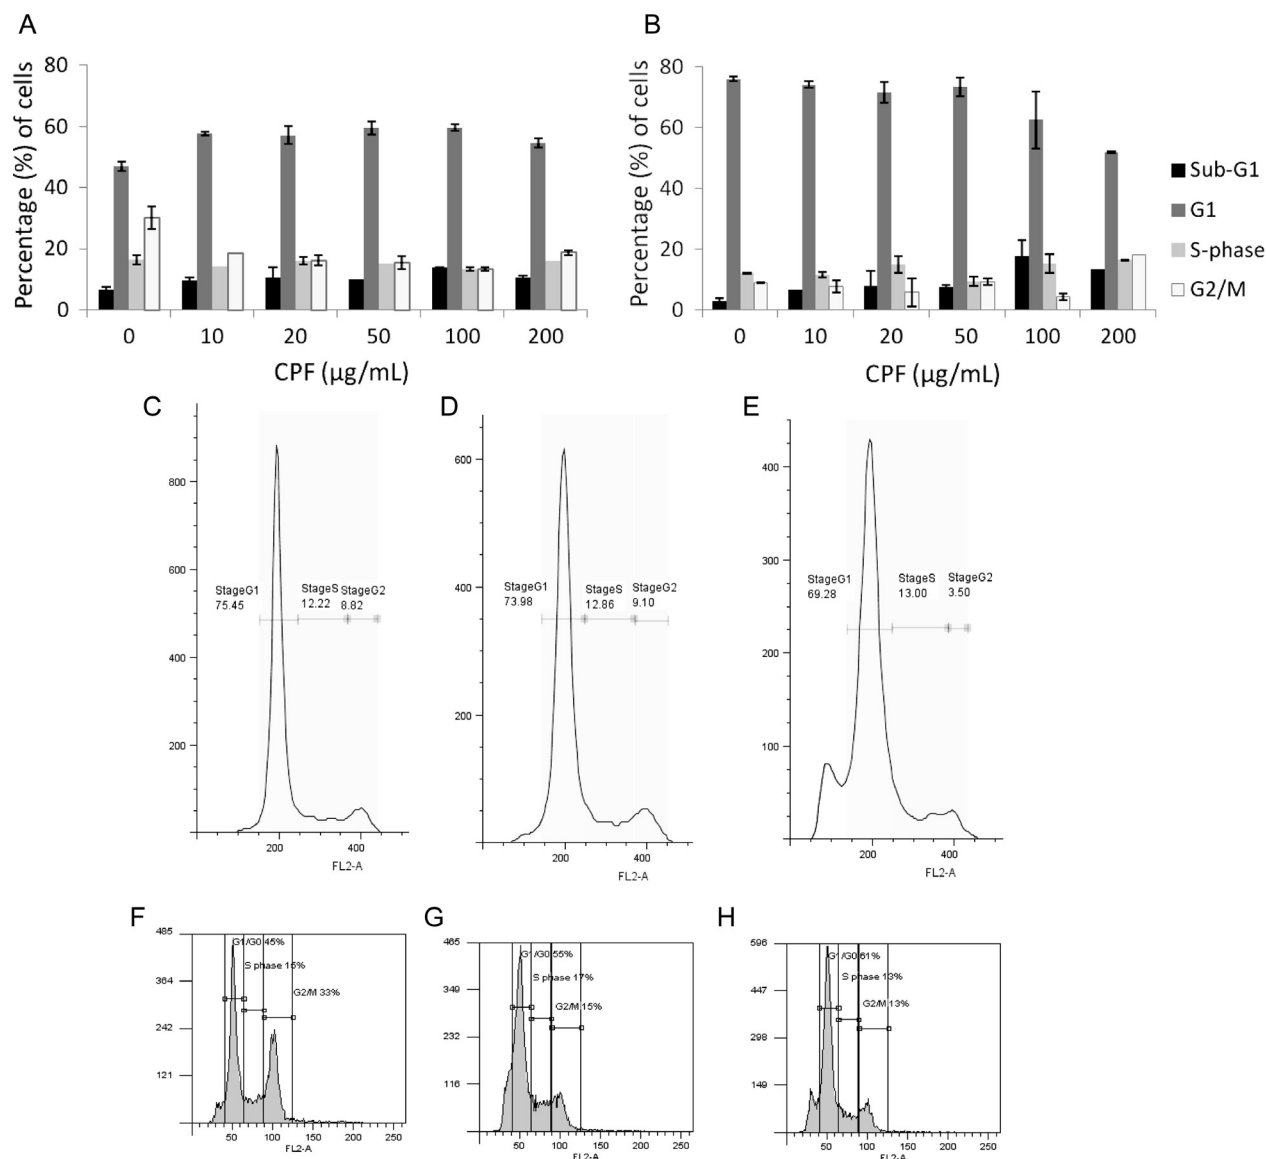 A
B
Percentage (%) of cells
80
60
40
20
0
0 10 20 50 100 200
CPF (µg/mL)
Percentage (%) of cells
80
60
40
20
0
0 10 20 50 100 200
CPF (µg/mL)
Sub-G1
G1
S-phase
G2/M
C
800
600
400
200
StageG1
75.45
StageS
12.22
StageG2
8.82
200 400
FL2-A
D
600
400
200
StageG1
73.98
StageS
12.86
StageG2
9.10
200 400
FL2-A
E
400
300
200
100
StageG1
69.28
StageS
13.00
StageG2
3.50
200 400
FL2-A
F
485
364
242
121
G1/G0 45%
S phase 16%
G2/M 33%
50 100 150 200 250
FL2-A
G
465
349
232
116
G1/G0 55%
S phase 17%
G2/M 15%
50 100 150 200 250
FL2-A
H
596
447
298
149
G1/G0 61%
S phase 13%
G2/M 13%
50 100 150 200 250
FL2-A